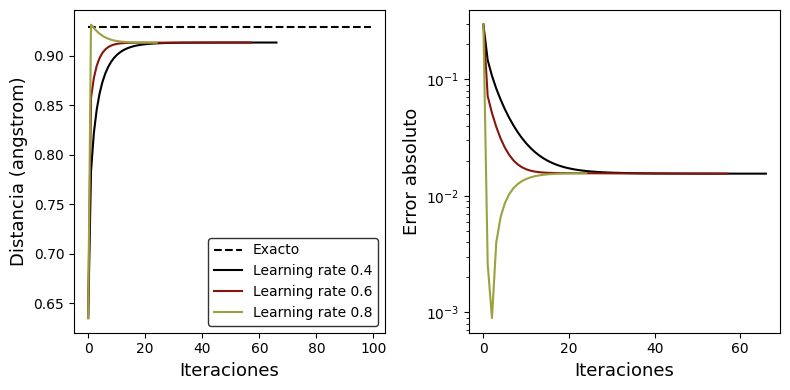 Distancia (angstrom)
0.90
0.85
0.80
0.75
0.70
0.65
0
20
40
60
80
100
Iteraciones
Exacto
Learning rate 0.4
Learning rate 0.6
Learning rate 0.8
Error absoluto
10⁻¹
10⁻²
10⁻³
0
20
40
60
Iteraciones